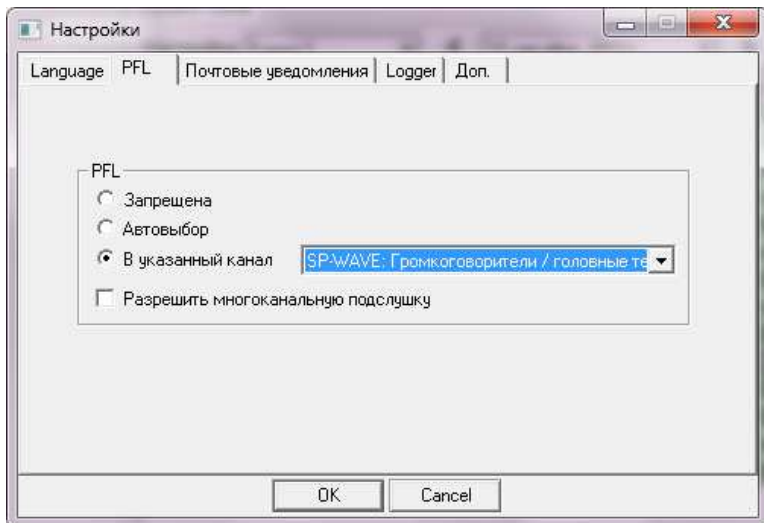 Настройки
Language PFL Почтовые уведомления Logger Доп.
PFL
Запрещена
Автовыбор
В указанный канал SP-WAVE: Громкоговорители / головные те
Разрешить многоканальную подслушку
OK Cancel